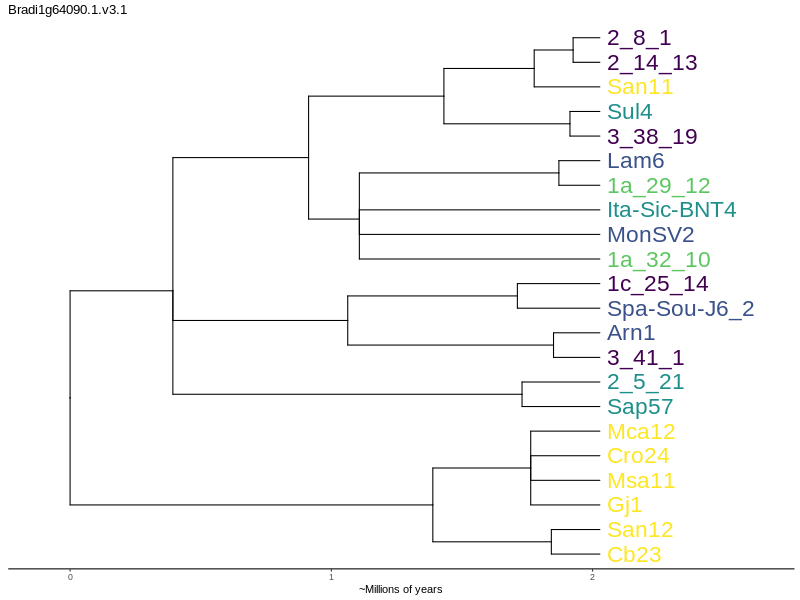 Bradi1g64090.1.v3.1
2_8_1
2_14_13
San11
Sul4
3_38_19
Lam6
1a_29_12
Ita-Sic-BNT4
MonSV2
1a_32_10
1c_25_14
Spa-Sou-J6_2
Arn1
3_41_1
2_5_21
Sap57
Mca12
Cro24
Msa11
Gj1
San12
Cb23
0 1 2
~Millions of years